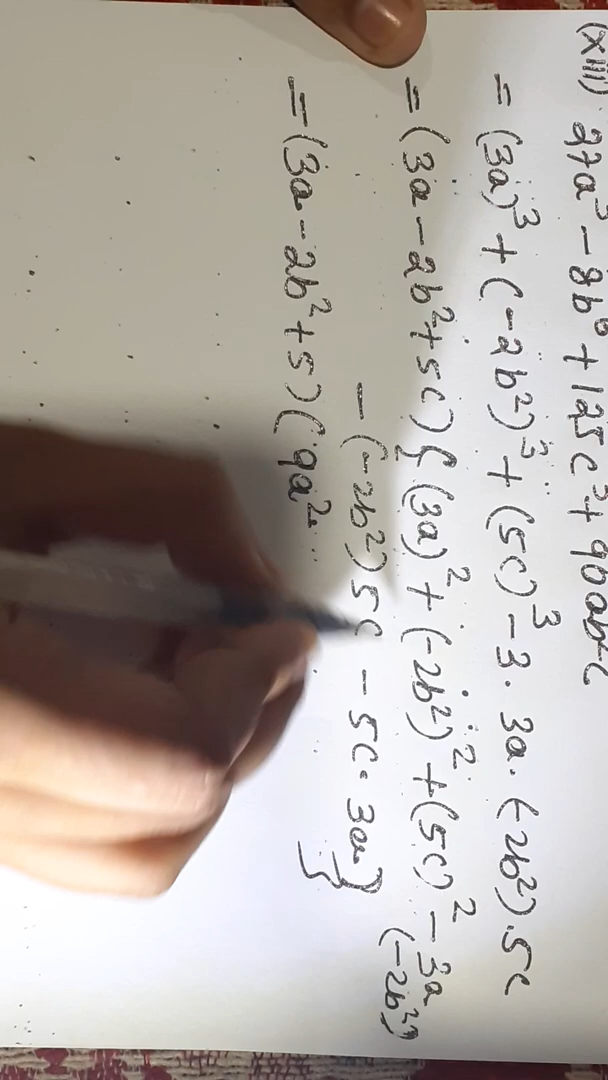 (xiii) 27a³ - 8b⁶ + 125c³ + 90ab²c
= (3a)³ + (-2b²)³ + (5c)³ - 3. 3a. (-2b²).5c
= (3a - 2b² + 5c) { (3a)² + (-2b²)² + (5c)² - 3a (-2b²)
- (-2b²) 5c - 5c. 3a }
= (3a - 2b² + 5) (9a²